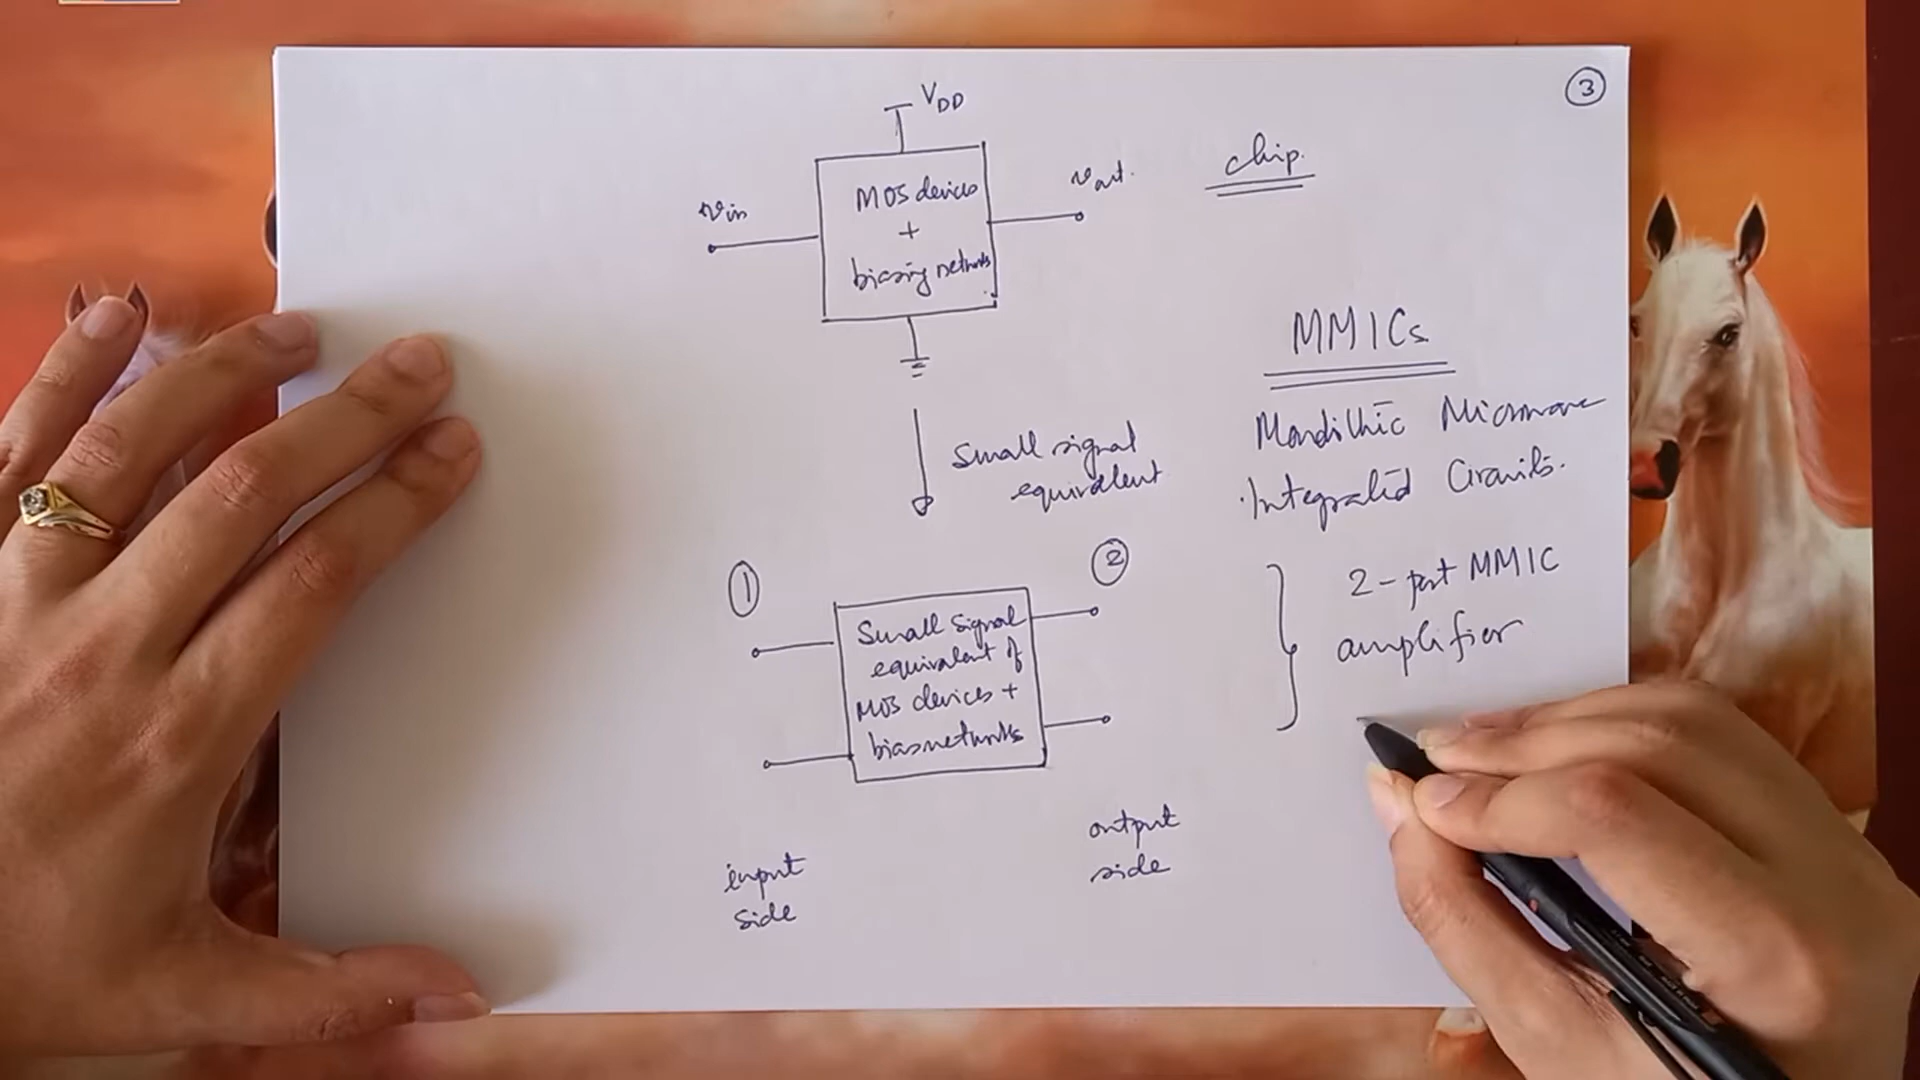 3
VDD
vin
MOS devices
+
biasing networks
vout.
chip.
small signal
equivalent
MMICs
Monolithic Microwave
Integrated Circuits.
1
2
Small signal
equivalent of
MOS devices +
bias networks
2-port MMIC
amplifier
input
side
output
side